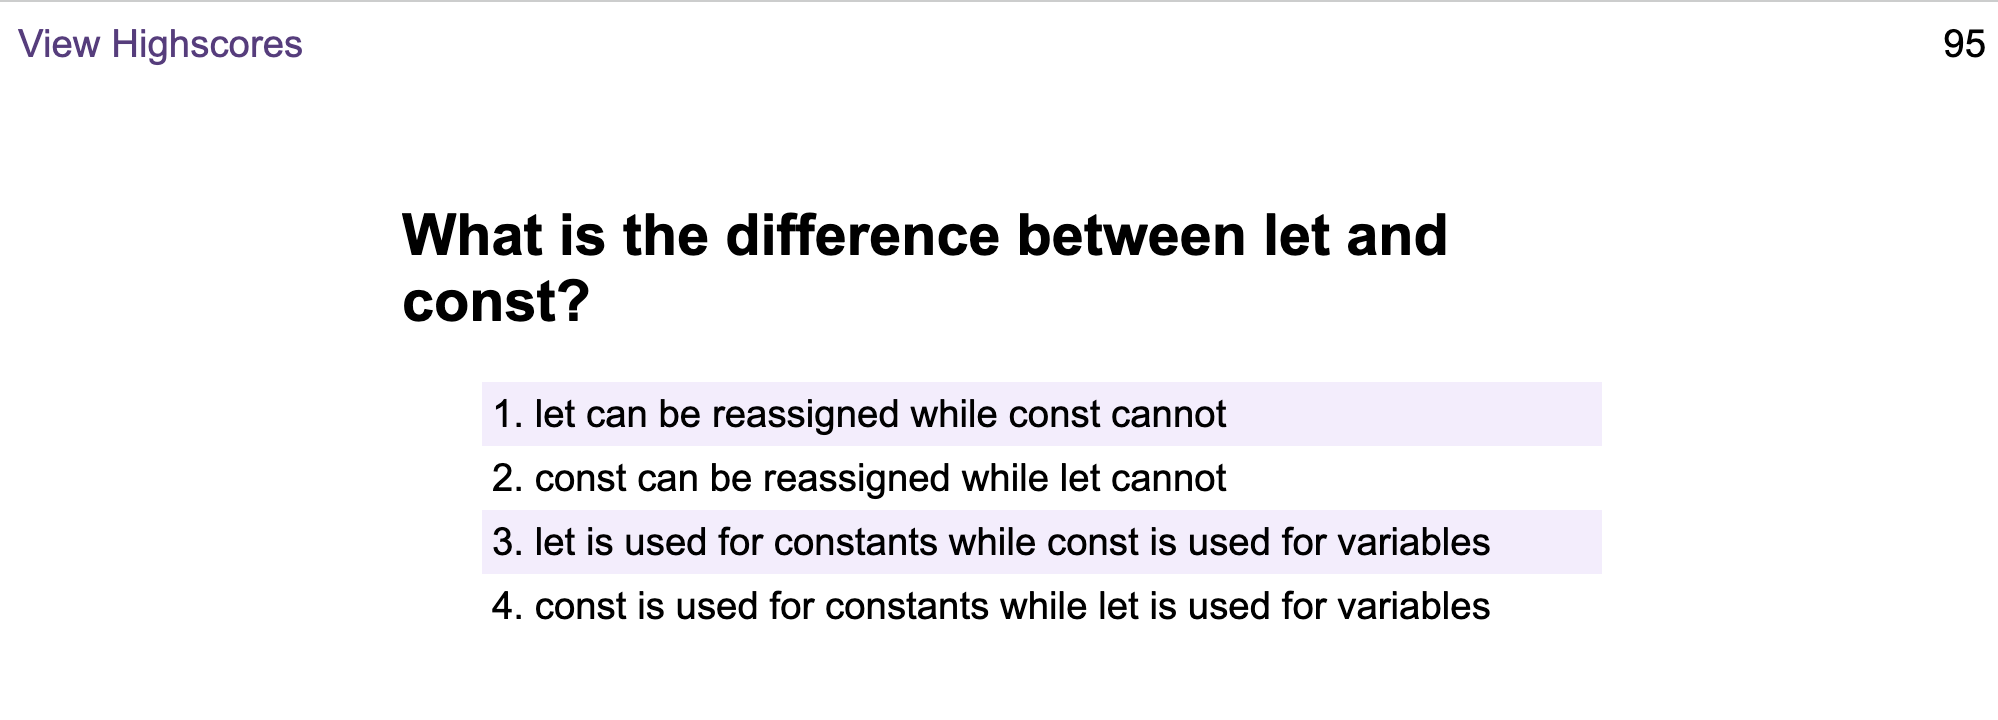 View Highscores
95
What is the difference between let and
const?
1. let can be reassigned while const cannot
2. const can be reassigned while let cannot
3. let is used for constants while const is used for variables
4. const is used for constants while let is used for variables